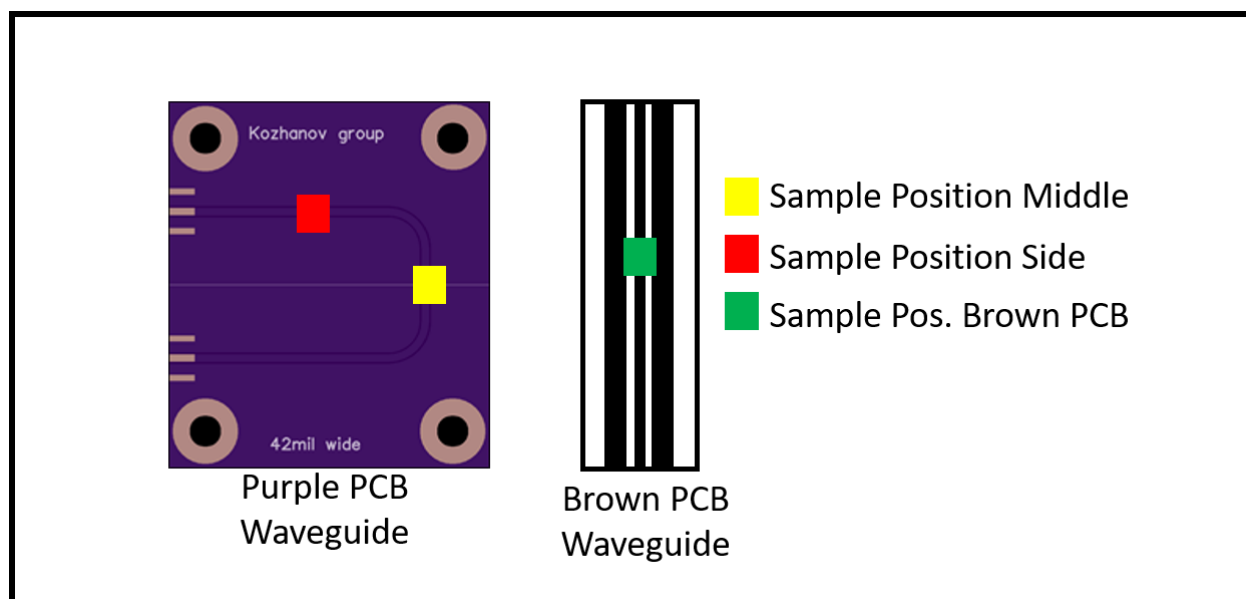 Kozhanov group
42mil wide
Purple PCB
Waveguide
Brown PCB
Waveguide
Sample Position Middle
Sample Position Side
Sample Pos. Brown PCB